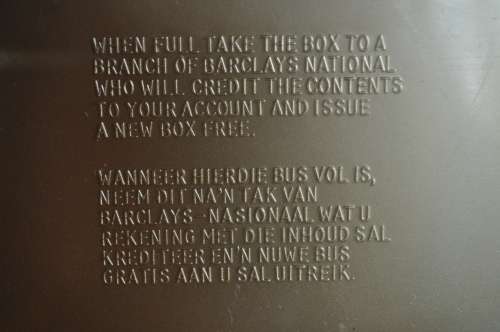 WHEN FULL TAKE THE BOX TO A
BRANCH OF BARCLAYS NATIONAL
WHO WILL CREDIT THE CONTENTS
TO YOUR ACCOUNT AND ISSUE
A NEW BOX FREE.
WANNEER HIERDIE BUS VOL IS,
NEEM DIT NA'N TAK VAN
BARCLAYS-NASIONAAL WAT U
REKENING MET DIE INHOUD SAL
KREDITEER EN'N NUWE BUS
GRATIS AAN U SAL UITREIK.